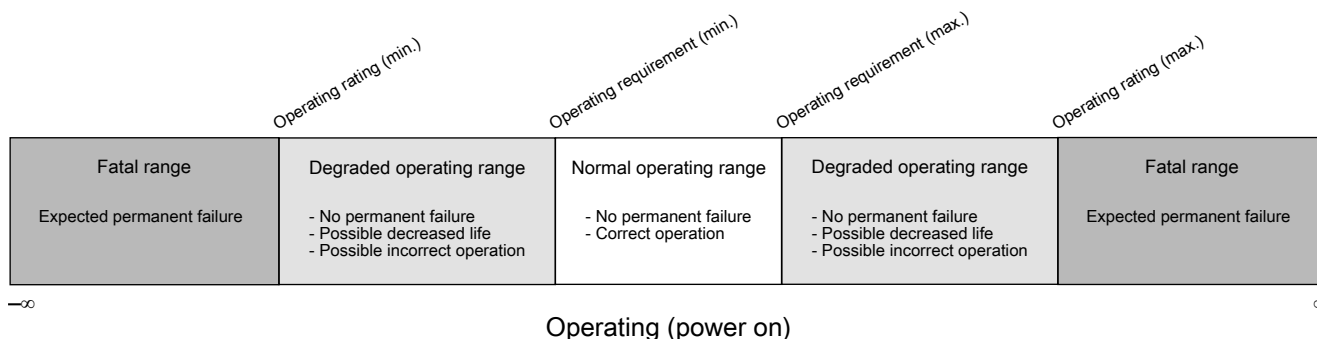 Operating rating (min.)
Operating requirement (min.)
Operating requirement (max.)
Operating rating (max.)
Fatal range
Expected permanent failure
Degraded operating range
- No permanent failure
- Possible decreased life
- Possible incorrect operation
Normal operating range
- No permanent failure
- Correct operation
Degraded operating range
- No permanent failure
- Possible decreased life
- Possible incorrect operation
Fatal range
Expected permanent failure
–∞
Operating (power on)